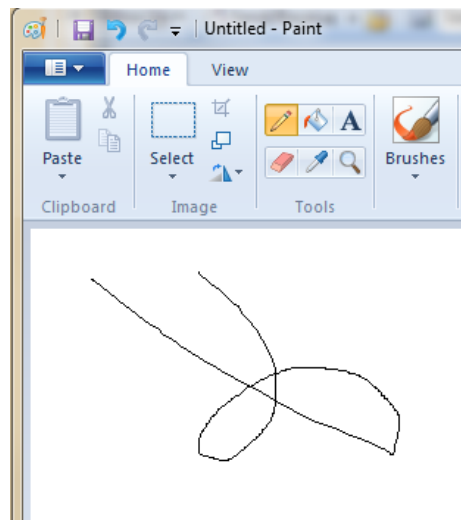 Untitled - Paint
Home View
Paste Select Brushes
Clipboard Image Tools